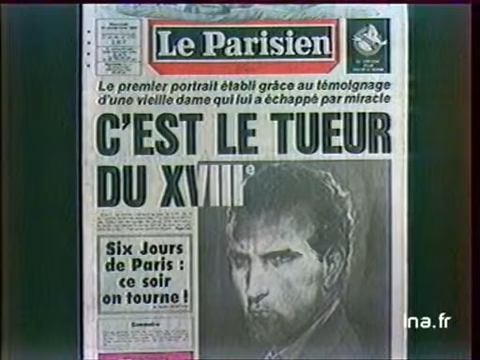 Le Parisien
Le premier portrait établi grâce au témoignage
d'une vieille dame qui lui a échappé par miracle
C'EST LE TUEUR
DU XVIIIe
Six Jours
de Paris :
ce soir
on tourne !
Sommaire
ina.fr